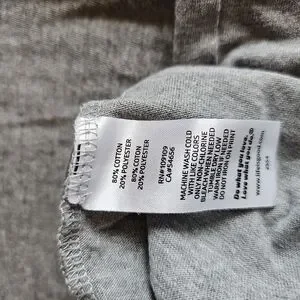 80% COTTON
20% POLYESTER
80% COTON
20% POLYESTER
RN#109109
CA#54656
MACHINE WASH COLD
WITH LIKE COLORS
ONLY NON-CHLORINE
BLEACH WHEN NEEDED
TUMBLE DRY LOW
WARM IRON IF NEEDED
DO NOT IRON ON PRINT
Do what you love.
Love what you do.
www.lifeisgood.com